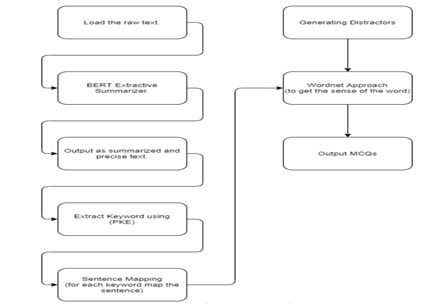 Load the raw text.
BERT Extractive
Summarizer.
Output as summarized and
precise text.
Extract Keyword using
(PKE)
Sentence Mapping
(for each keyword map the
sentence)
Generating Distractors
Wordnet Approach
(to get the sense of the word)
Output MCQs